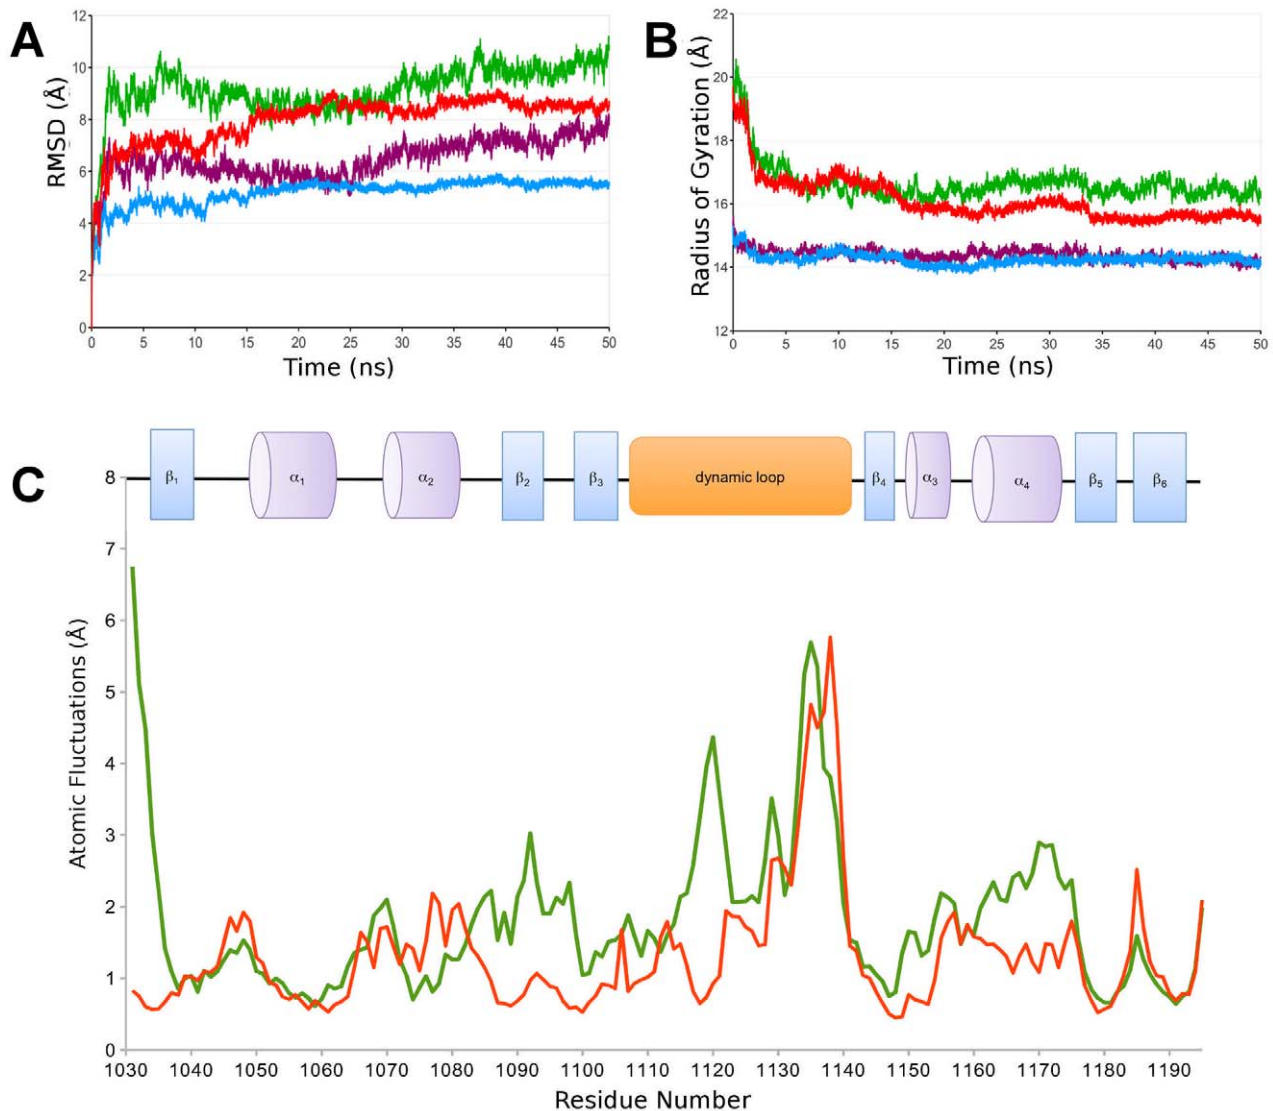 A
RMSD (Å)
12
10
8
6
4
2
0
0 5 10 15 20 25 30 35 40 45 50
Time (ns)
B
Radius of Gyration (Å)
22
20
18
16
14
12
0 5 10 15 20 25 30 35 40 45 50
Time (ns)
C
β1 α1 α2 β2 β3 dynamic loop β4 α3 α4 β5 β6
Atomic Fluctuations (Å)
8
7
6
5
4
3
2
1
0
1030 1040 1050 1060 1070 1080 1090 1100 1110 1120 1130 1140 1150 1160 1170 1180 1190
Residue Number